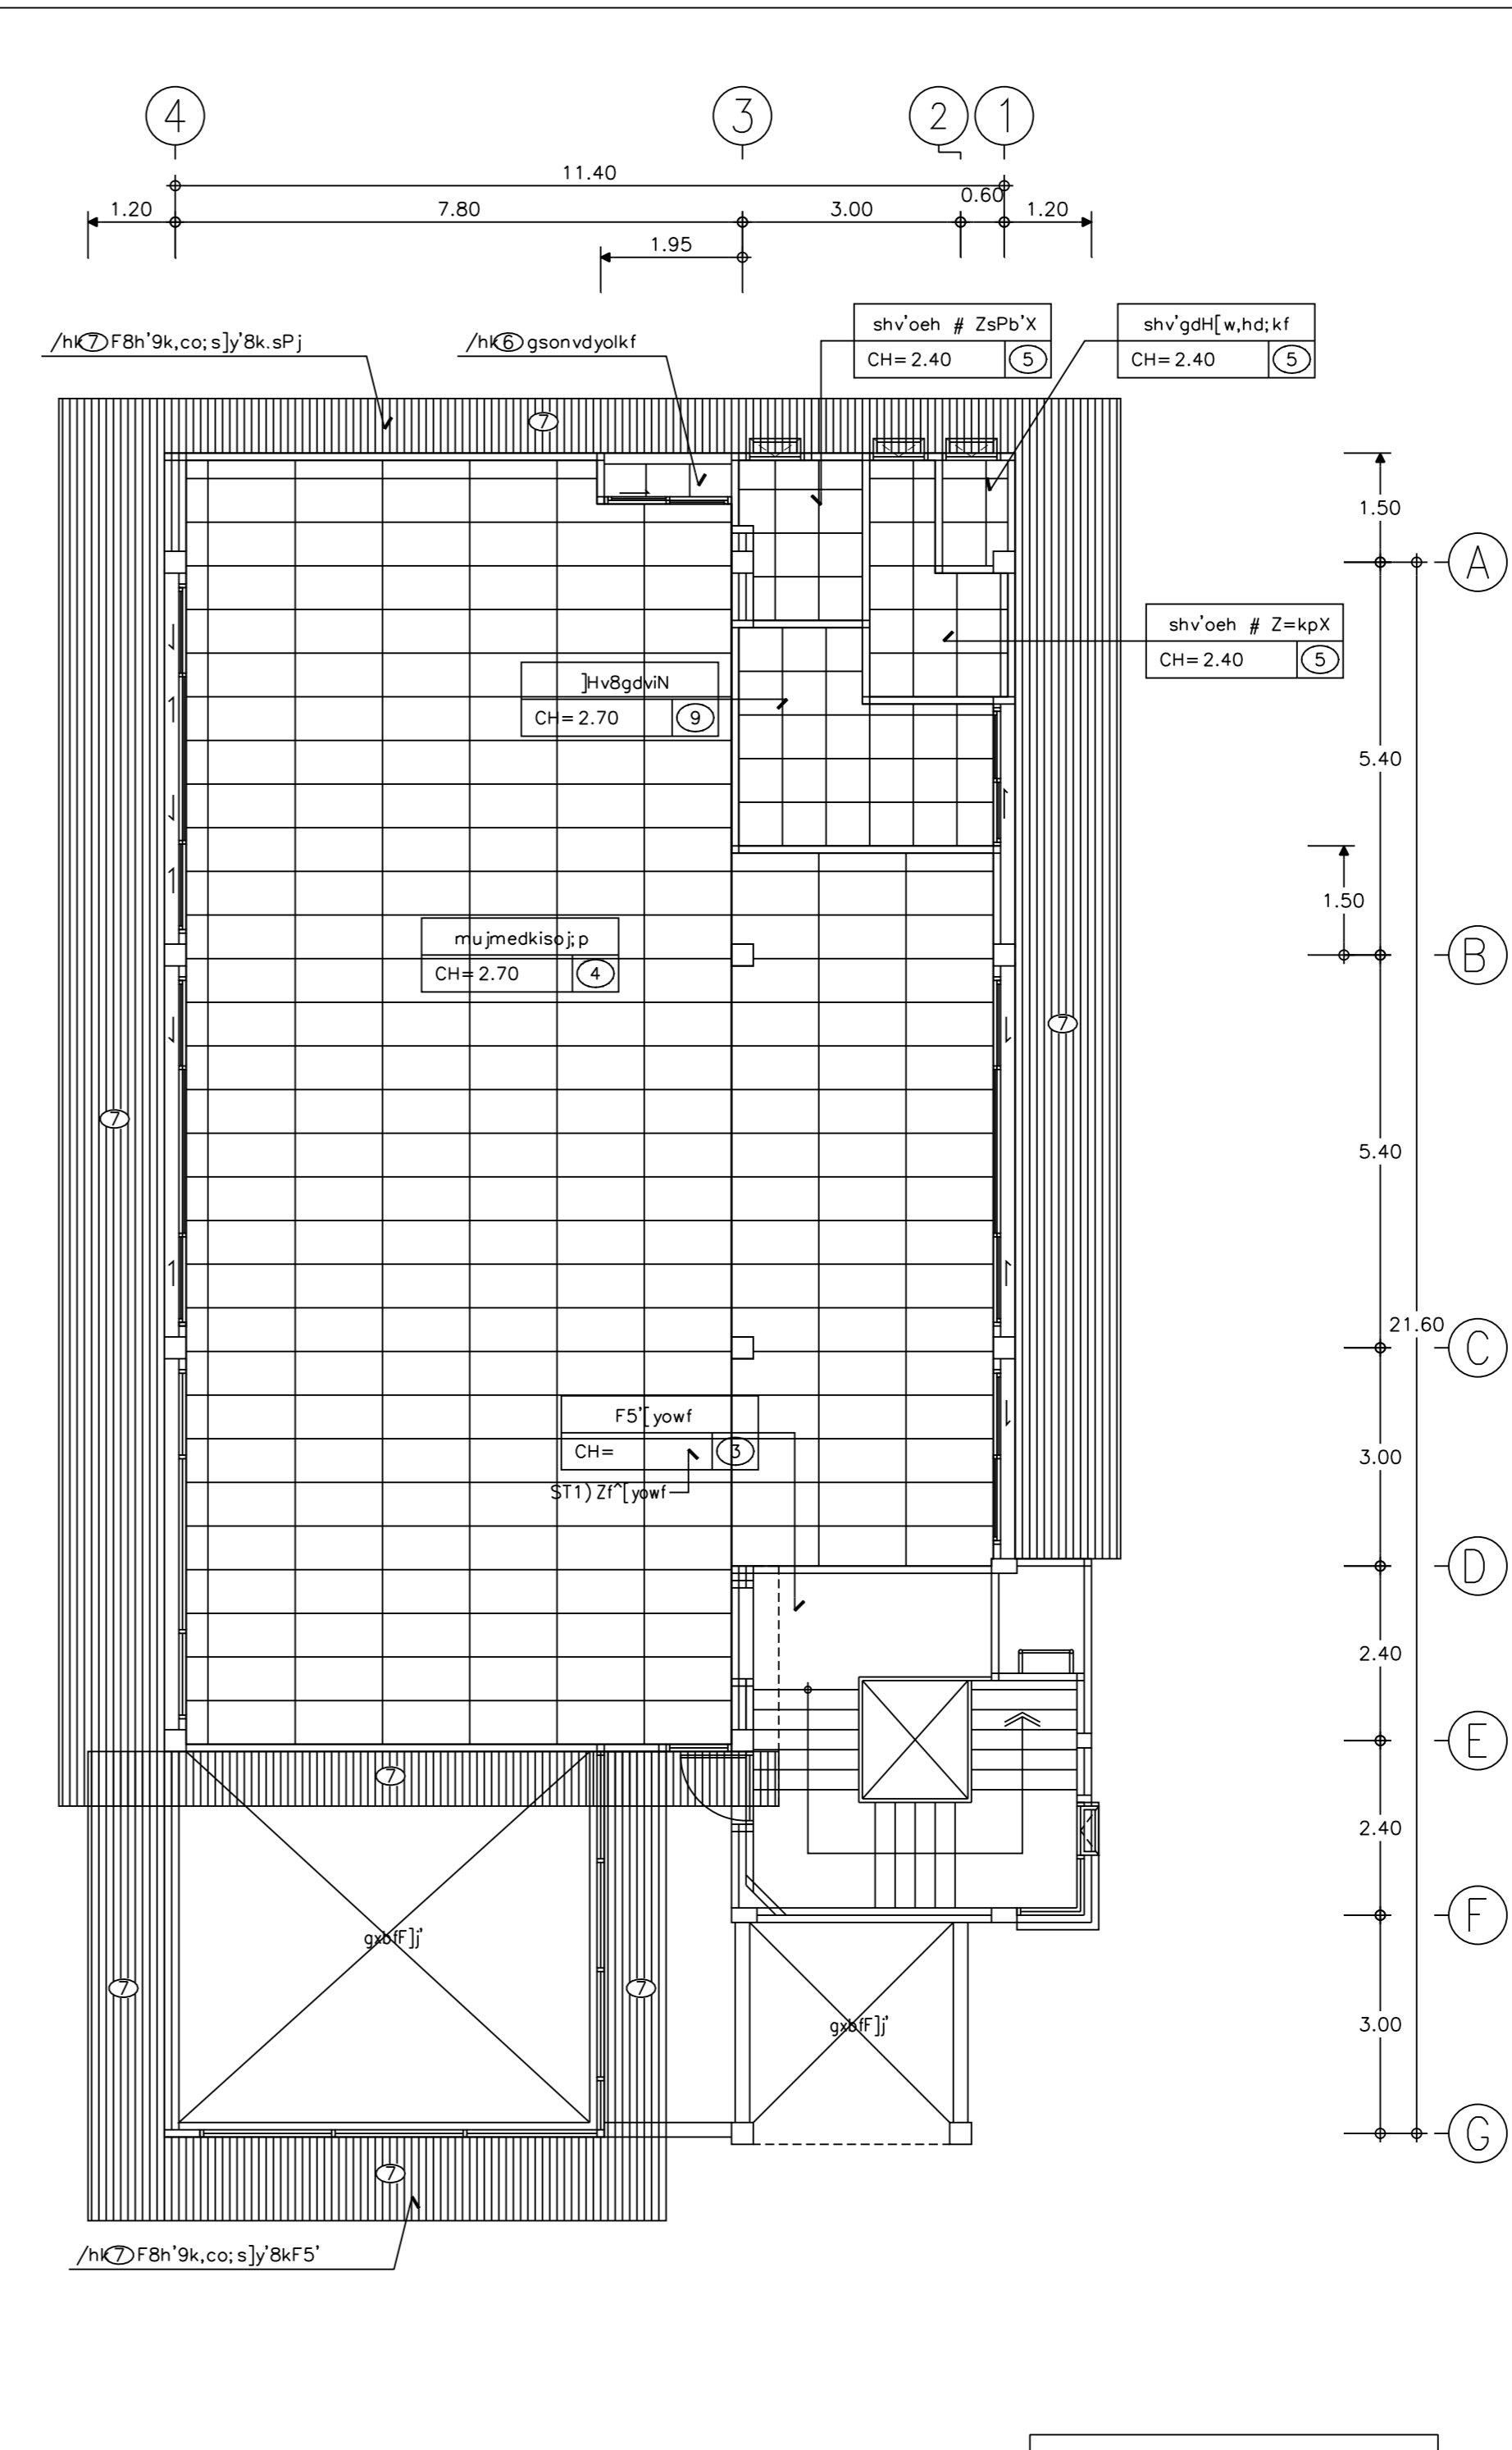 4
3
2
1
11.40
0.60
1.20
7.80
3.00
1.20
1.95
shv'oeh # ZsPb'X
CH=2.40
5
shv'gdH[w,hd;kf
CH=2.40
5
/hk7F8h'9k,co;s]y'8k.sPj
/hk6gsonvdyolkf
7
1.50
A
shv'oeh # Z=kpX
CH=2.40
5
]Hv8gdviN
CH=2.70
9
5.40
1.50
mujmedkisoj;p
CH=2.70
4
B
7
7
5.40
21.60
C
F5'[yowf
CH=
3
ST1)Zf^[yowf
3.00
D
2.40
E
7
2.40
F
gxbfF]j'
7
7
gxbfF]j'
3.00
G
7
/hk7F8h'9k,co;s]y'8kF5'